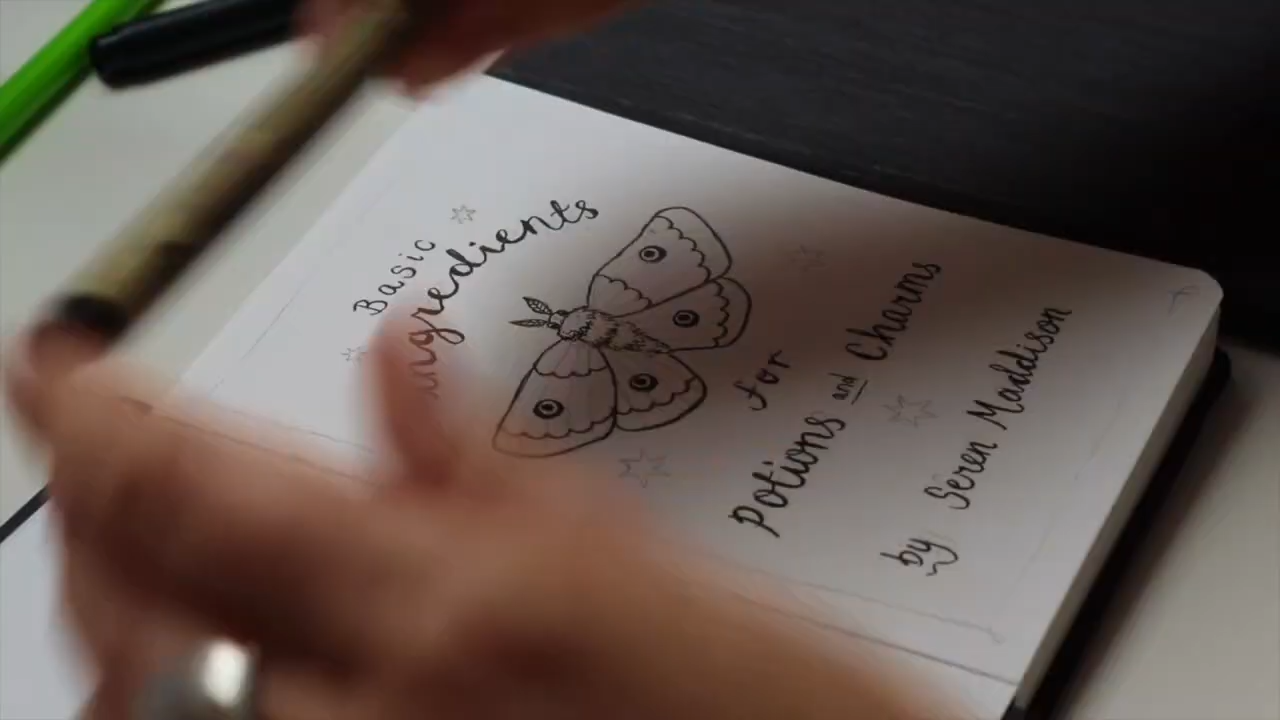 Basic
ingredients
for
Potions and Charms
by Seren Maddison